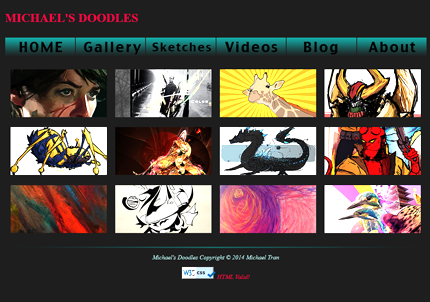 MICHAEL'S DOODLES
HOME Gallery Sketches Videos Blog About
Michael's Doodles Copyright © 2014 Michael Tran
W3C css HTML Valid!